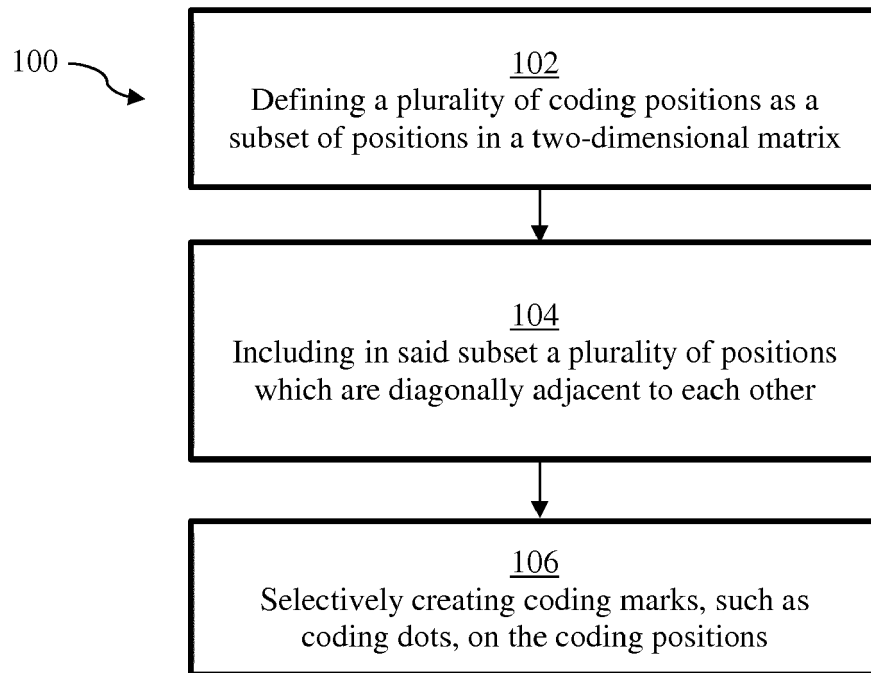 100
102
Defining a plurality of coding positions as a
subset of positions in a two-dimensional matrix
104
Including in said subset a plurality of positions
which are diagonally adjacent to each other
106
Selectively creating coding marks, such as
coding dots, on the coding positions